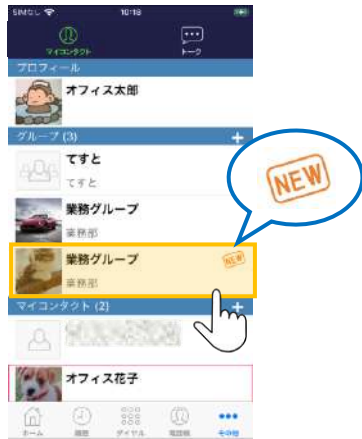 SIMなし 10:18
マイコンタクト トーク
プロフィール
オフィス太郎
グループ (3) +
てすと
てすと
業務グループ
業務部
業務グループ NEW
業務部
NEW
マイコンタクト (2) +
オフィス花子
ホーム 履歴 ダイヤル 電話帳 その他